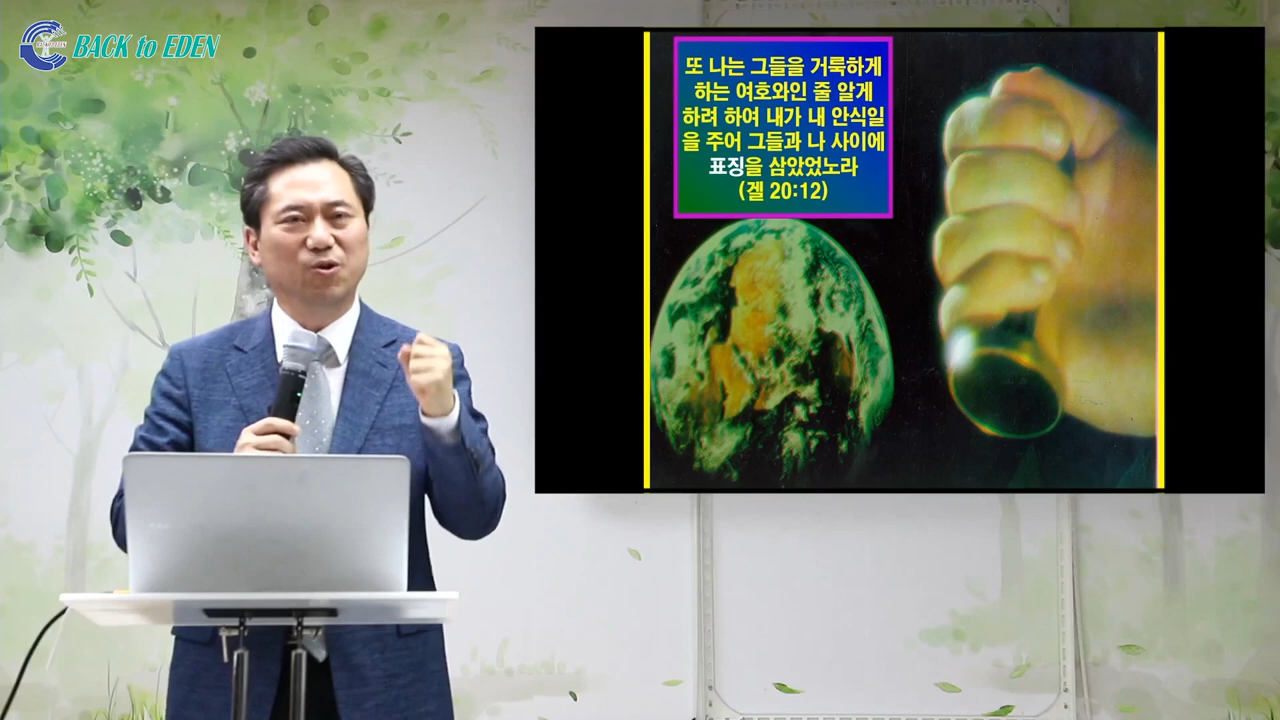 BACK to EDEN
또 나는 그들을 거룩하게
하는 여호와인 줄 알게
하려 하여 내가 내 안식일
을 주어 그들과 나 사이에
표징을 삼았었노라
(겔 20:12)